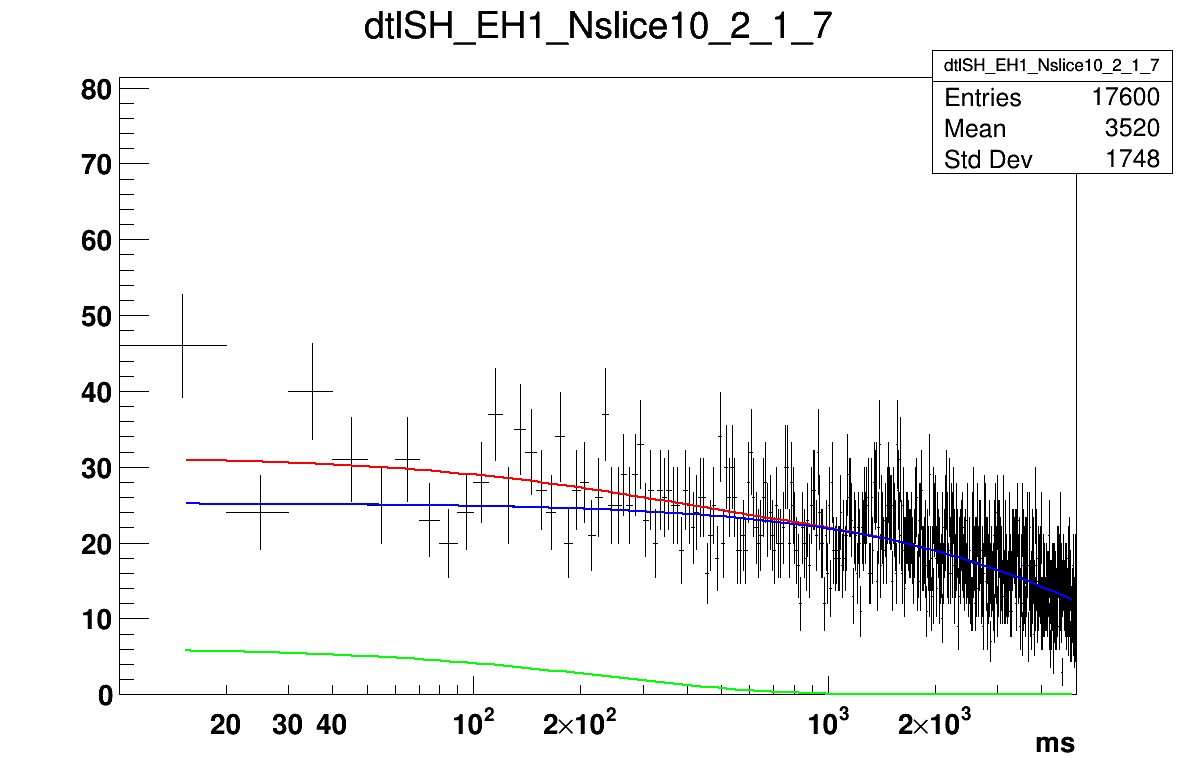 dtlSH_EH1_Nslice10_2_1_7
dtlSH_EH1_Nslice10_2_1_7
Entries 17600
Mean 3520
Std Dev 1748
80
70
60
50
40
30
20
10
0
20 30 40 10² 2×10² 10³ 2×10³
ms